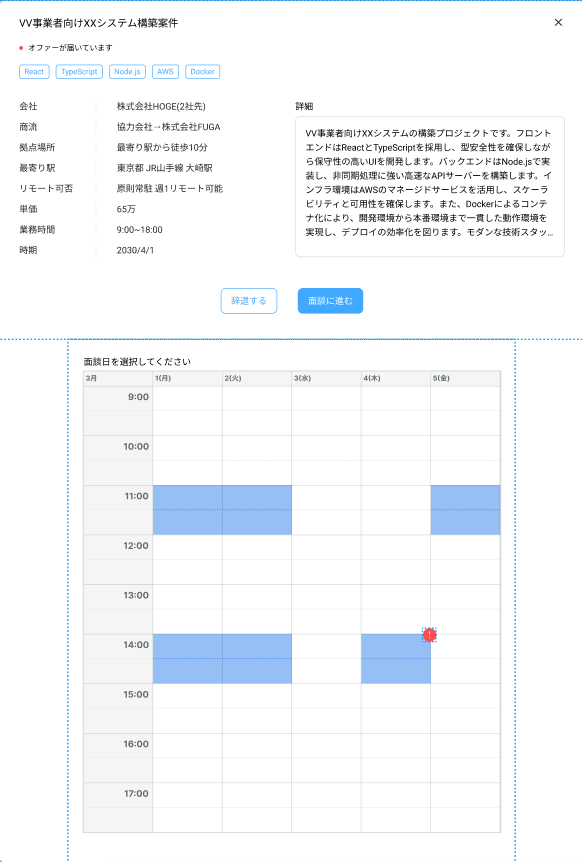 VV事業者向けXXシステム構築案件
オファーが届いています
React TypeScript Node.js AWS Docker
会社 株式会社HOGE(2社先)
商流 協力会社→株式会社FUGA
拠点場所 最寄り駅から徒歩10分
最寄り駅 東京都 JR山手線 大崎駅
リモート可否 原則常駐 週1リモート可能
単価 65万
業務時間 9:00~18:00
時期 2030/4/1
詳細
VV事業者向けXXシステムの構築プロジェクトです。フロント
エンドはReactとTypeScriptを採用し、型安全性を確保しなが
ら保守性の高いUIを開発します。バックエンドはNode.jsで実
装し、非同期処理に強い高速なAPIサーバーを構築します。イ
ンフラ環境はAWSのマネージドサービスを活用し、スケーラ
ビリティと可用性を確保します。また、Dockerによるコンテ
ナ化により、開発環境から本番環境まで一貫した動作環境を
実現し、デプロイの効率化を図ります。モダンな技術スタッ...
辞退する 面談に進む
面談日を選択してください
3月 1(月) 2(火) 3(水) 4(木) 5(金)
9:00
10:00
11:00
12:00
13:00
!
14:00
15:00
16:00
17:00